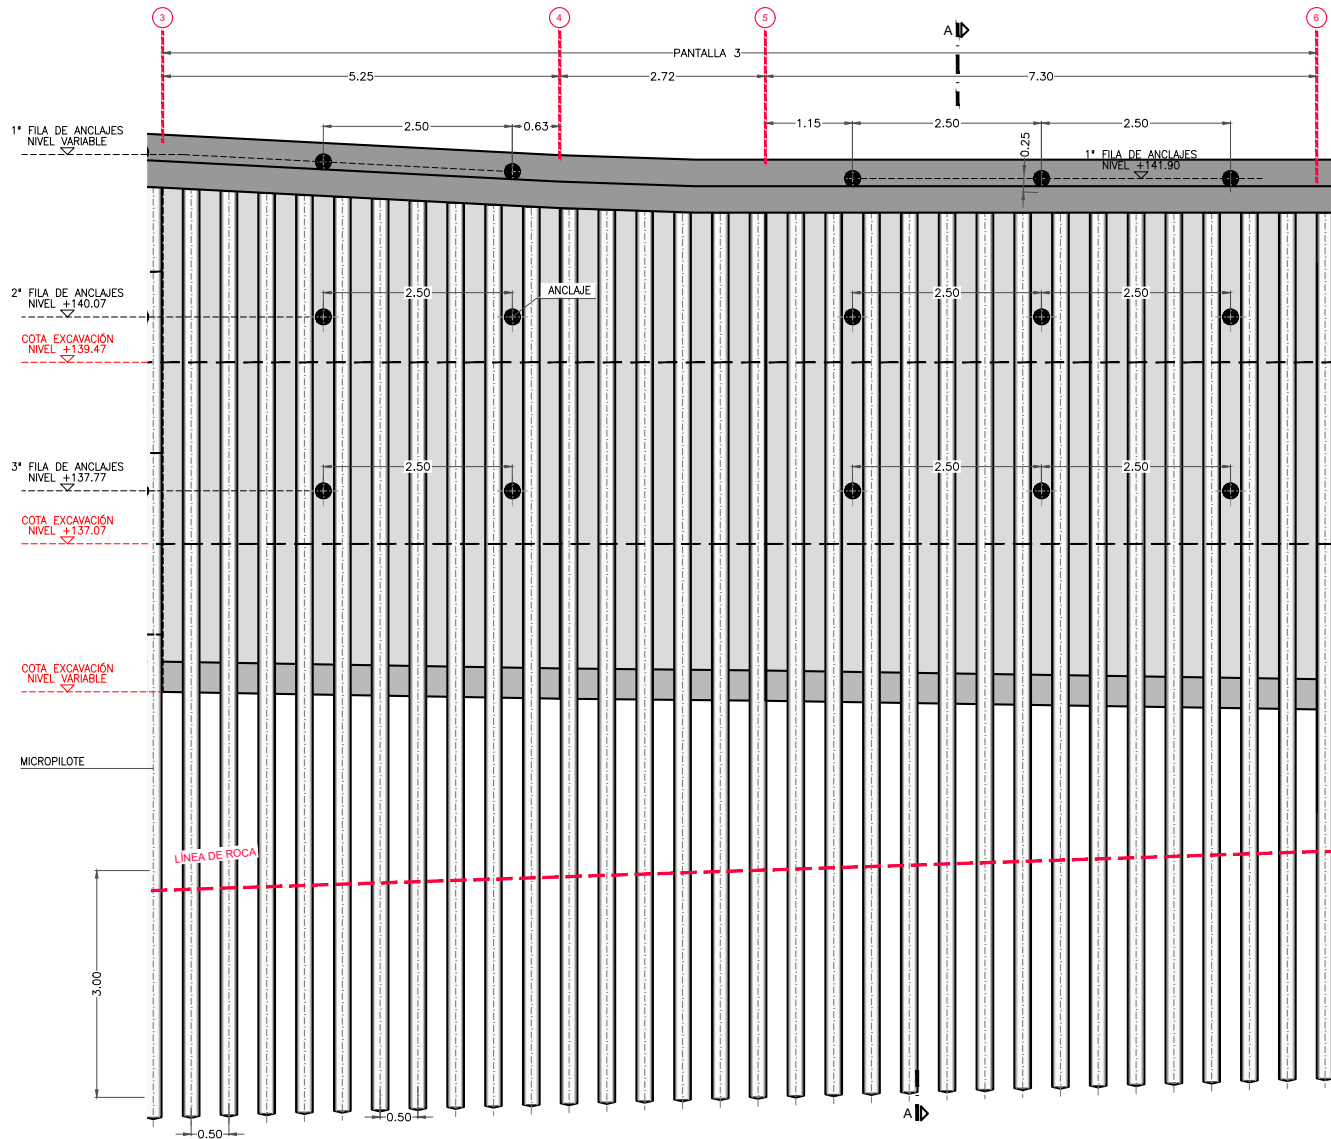 3
4
5
6
A
PANTALLA 3
5.25
2.72
7.30
1ª FILA DE ANCLAJES
NIVEL VARIABLE
2.50
0.63
1.15
2.50
2.50
0.25
1ª FILA DE ANCLAJES
NIVEL +141.90
2ª FILA DE ANCLAJES
NIVEL +140.07
2.50
ANCLAJE
2.50
2.50
COTA EXCAVACIÓN
NIVEL +139.47
3ª FILA DE ANCLAJES
NIVEL +137.77
2.50
2.50
2.50
COTA EXCAVACIÓN
NIVEL +137.07
COTA EXCAVACIÓN
NIVEL VARIABLE
MICROPILOTE
LÍNEA DE ROCA
3.00
0.50
0.50
A